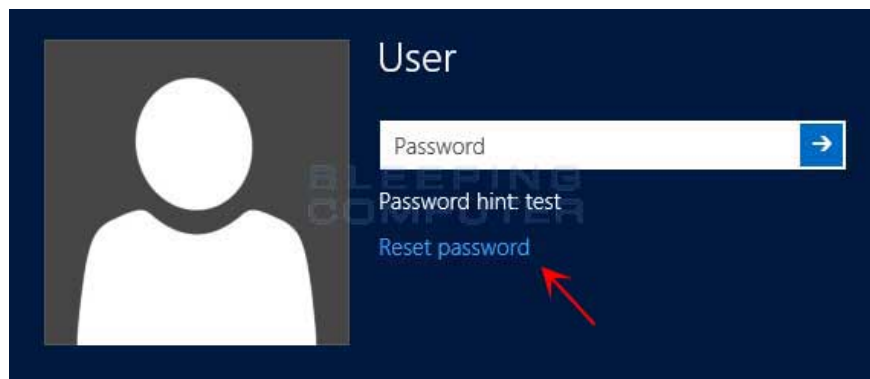 User
Password
BLEEPING
COMPUTER
Password hint: test
Reset password